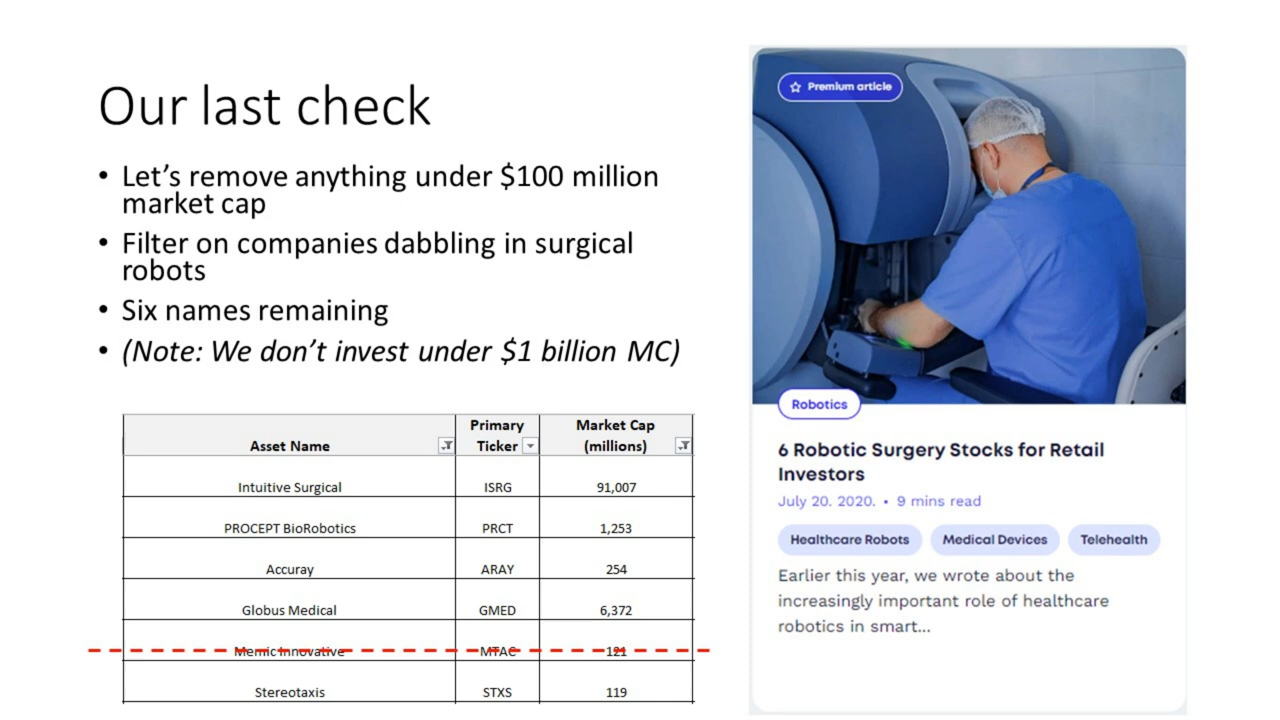 Our last check
• Let's remove anything under $100 million
market cap
• Filter on companies dabbling in surgical
robots
• Six names remaining
• (Note: We don't invest under $1 billion MC)
Asset Name Primary Ticker Market Cap (millions)
Intuitive Surgical ISRG 91,007
PROCEPT BioRobotics PRCT 1,253
Accuray ARAY 254
Globus Medical GMED 6,372
Memic Innovative MTAC 121
Stereotaxis STXS 119
Premium article
Robotics
6 Robotic Surgery Stocks for Retail
Investors
July 20. 2020. • 9 mins read
Healthcare Robots Medical Devices Telehealth
Earlier this year, we wrote about the
increasingly important role of healthcare
robotics in smart...